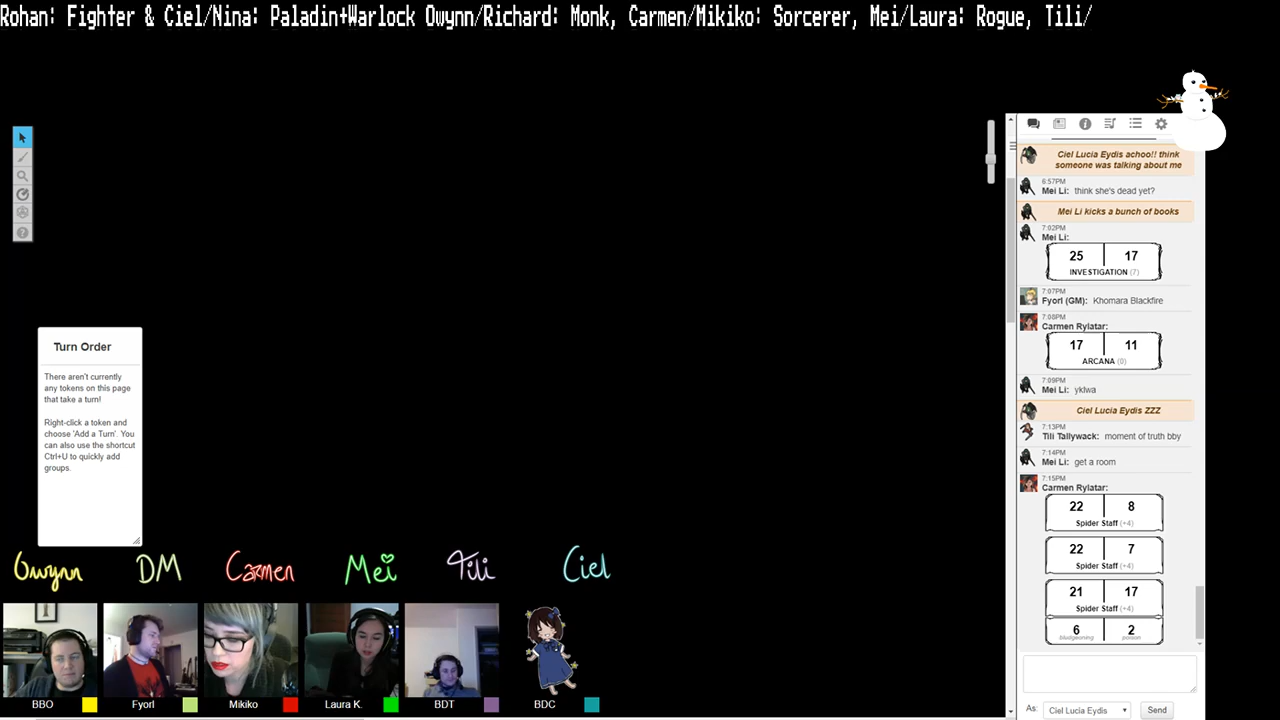 Rohan: Fighter & Ciel/Nina: Paladin+Warlock Owynn/Richard: Monk, Carmen/Mikiko: Sorcerer, Mei/Laura: Rogue, Tili/
Ciel Lucia Eydis achoo!! think
someone was talking about me
6:57PM
Mei Li: think she's dead yet?
Mei Li kicks a bunch of books
7:02PM
Mei Li:
25 17
INVESTIGATION (7)
7:07PM
Fyorl (GM): Khomara Blackfire
7:08PM
Carmen Rylatar:
17 11
ARCANA (0)
7:09PM
Mei Li: yklwa
Ciel Lucia Eydis ZZZ
7:13PM
Tili Tallywack: moment of truth bby
7:14PM
Mei Li: get a room
7:15PM
Carmen Rylatar:
22 8
Spider Staff (+4)
22 7
Spider Staff (+4)
21 17
Spider Staff (+4)
6 2
bludgeoning poison
As: Ciel Lucia Eydis Send
Turn Order
There aren't currently
any tokens on this page
that take a turn!
Right-click a token and
choose 'Add a Turn'. You
can also use the shortcut
Ctrl+U to quickly add
groups.
Owynn DM Carmen Mei Tili Ciel
BBO Fyorl Mikiko Laura K. BDT BDC